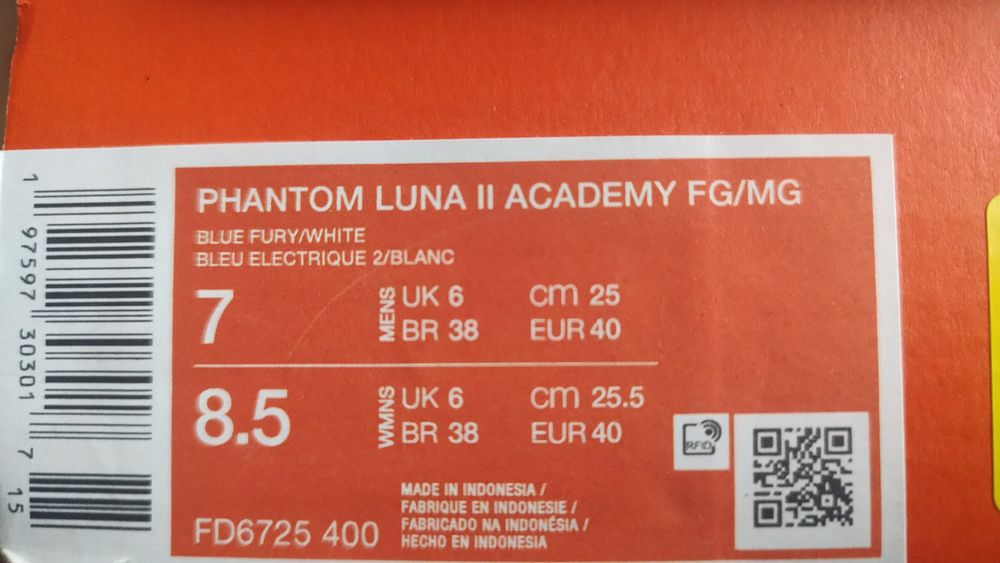 PHANTOM LUNA II ACADEMY FG/MG
BLUE FURY/WHITE
BLEU ELECTRIQUE 2/BLANC
7
MENS
UK 6 cm 25
BR 38 EUR 40
8.5
WMNS
UK 6 cm 25.5
BR 38 EUR 40
RFID
FD6725 400
MADE IN INDONESIA /
FABRIQUE EN INDONESIE /
FABRICADO NA INDONÉSIA /
HECHO EN INDONESIA
1 97597 30301 7 15